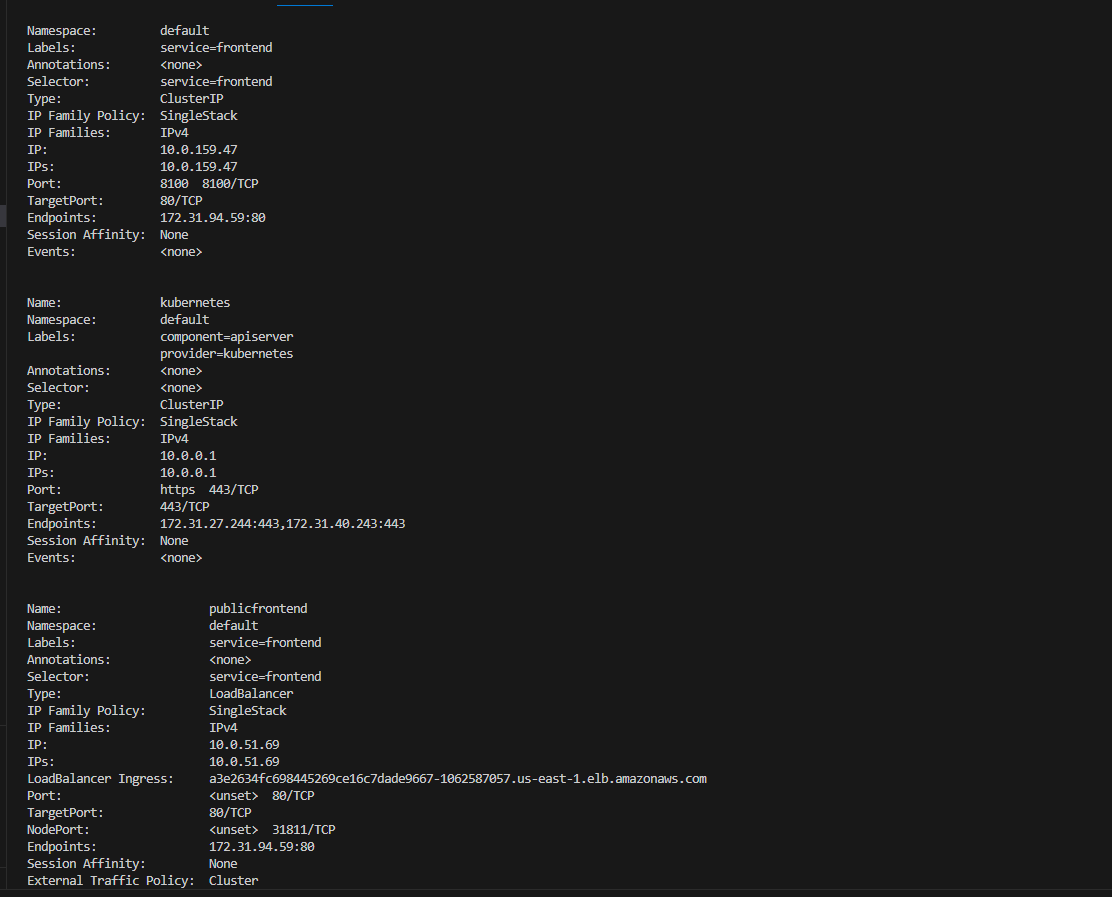 Namespace:         default
Labels:            service=frontend
Annotations:       <none>
Selector:          service=frontend
Type:              ClusterIP
IP Family Policy:  SingleStack
IP Families:       IPv4
IP:                10.0.159.47
IPs:               10.0.159.47
Port:              8100  8100/TCP
TargetPort:        80/TCP
Endpoints:         172.31.94.59:80
Session Affinity:  None
Events:            <none>
Name:              kubernetes
Namespace:         default
Labels:            component=apiserver
                   provider=kubernetes
Annotations:       <none>
Selector:          <none>
Type:              ClusterIP
IP Family Policy:  SingleStack
IP Families:       IPv4
IP:                10.0.0.1
IPs:               10.0.0.1
Port:              https  443/TCP
TargetPort:        443/TCP
Endpoints:         172.31.27.244:443,172.31.40.243:443
Session Affinity:  None
Events:            <none>
Name:                     publicfrontend
Namespace:                default
Labels:                   service=frontend
Annotations:              <none>
Selector:                 service=frontend
Type:                     LoadBalancer
IP Family Policy:         SingleStack
IP Families:              IPv4
IP:                       10.0.51.69
IPs:                      10.0.51.69
LoadBalancer Ingress:     a3e2634fc698445269ce16c7dade9667-1062587057.us-east-1.elb.amazonaws.com
Port:                     <unset>  80/TCP
TargetPort:               80/TCP
NodePort:                 <unset>  31811/TCP
Endpoints:                172.31.94.59:80
Session Affinity:         None
External Traffic Policy:  Cluster